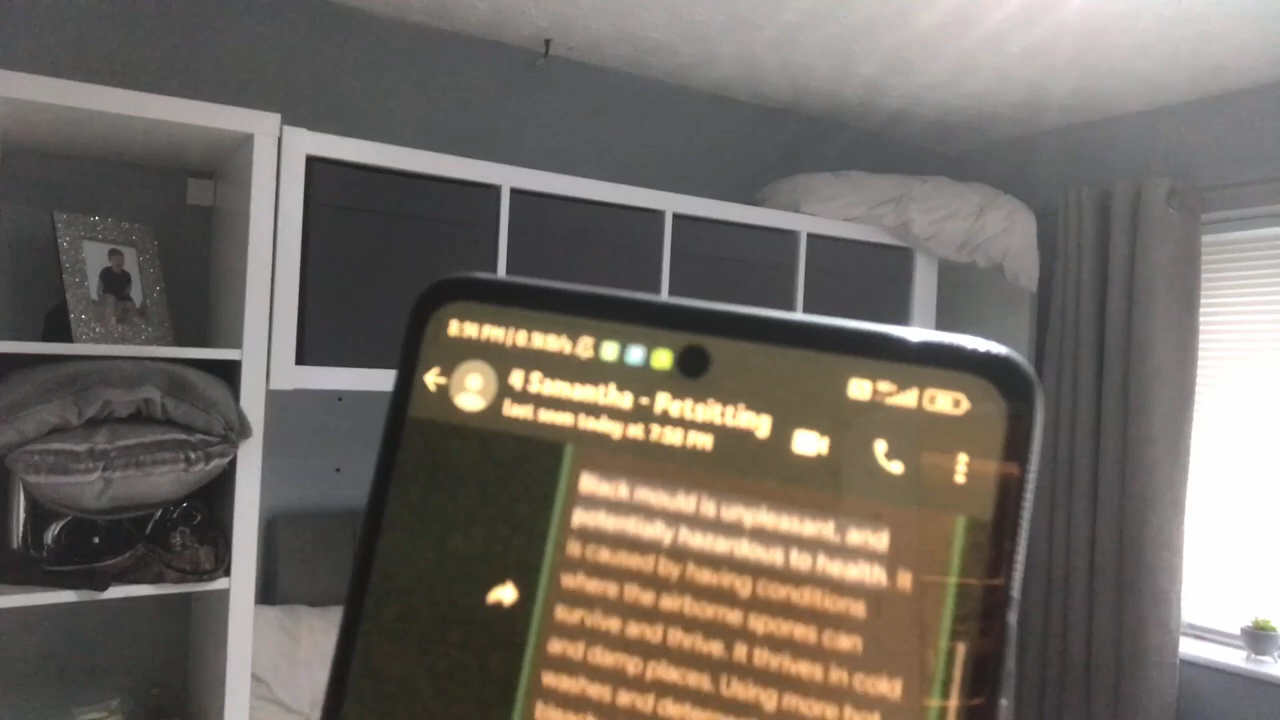 4 Samantha - Petsitting
last seen today at 7:58 PM
Black mould is unpleasant, and
potentially hazardous to health. It
is caused by having conditions
where the airborne spores can
survive and thrive. It thrives in cold
and damp places. Using more hot
washes and